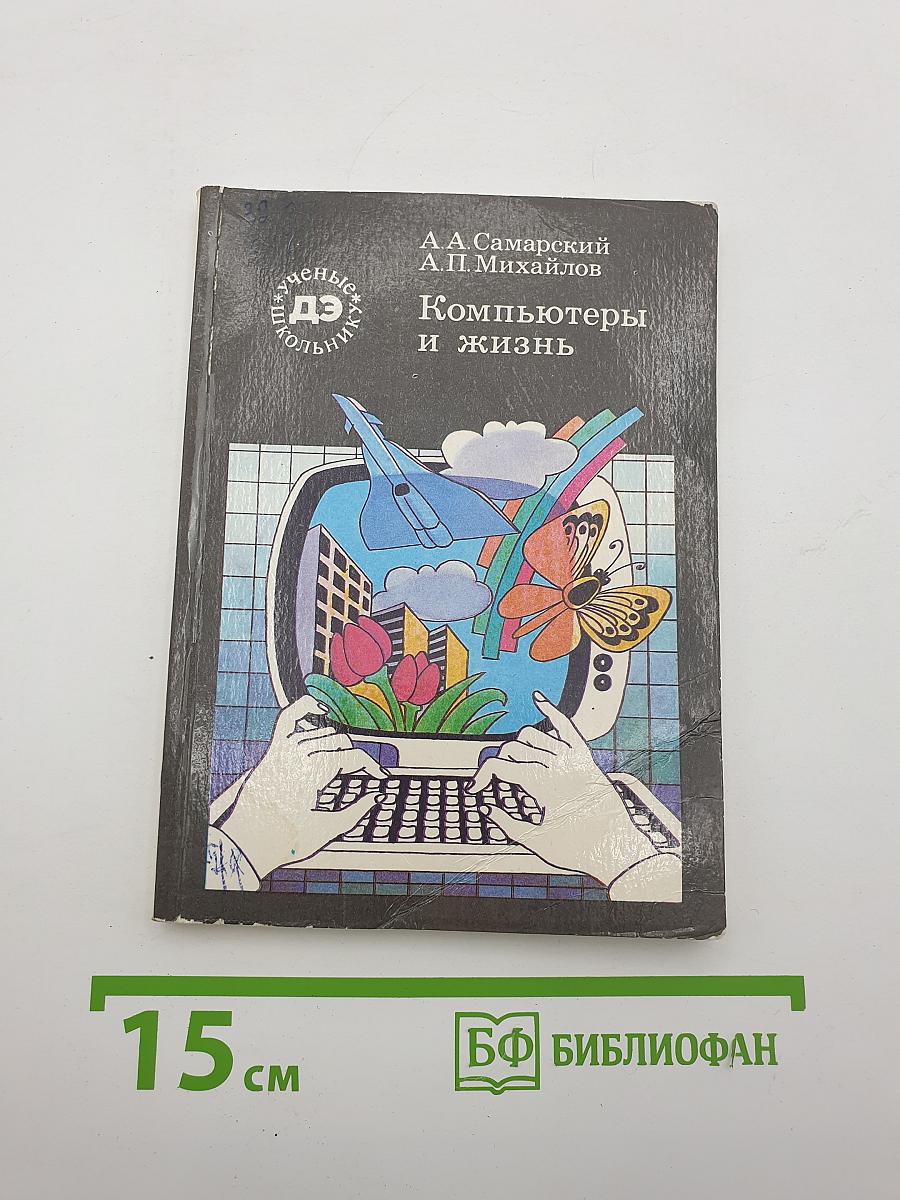 А.А.Самарский
А.П.Михайлов
*ученые*
ДЭ
школьнику
Компьютеры
и жизнь
15 см
БФ БИБЛИОФАН